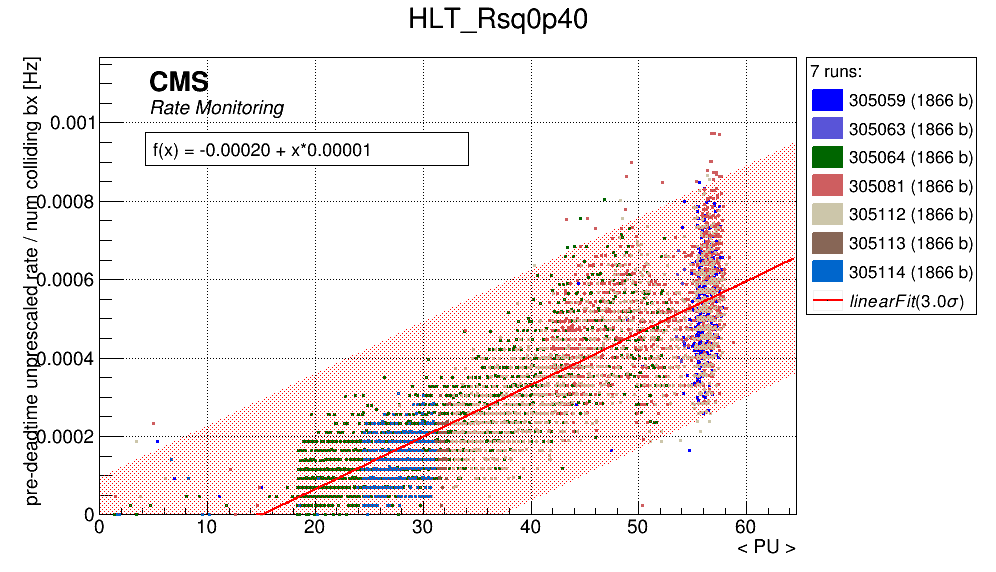 HLT_Rsq0p40
pre-deadtime unprescaled rate / num colliding bx [Hz]
CMS
Rate Monitoring
f(x) = -0.00020 + x*0.00001
0.001
0.0008
0.0006
0.0004
0.0002
0
0 10 20 30 40 50 60
< PU >
7 runs:
305059 (1866 b)
305063 (1866 b)
305064 (1866 b)
305081 (1866 b)
305112 (1866 b)
305113 (1866 b)
305114 (1866 b)
linearFit(3.0σ)